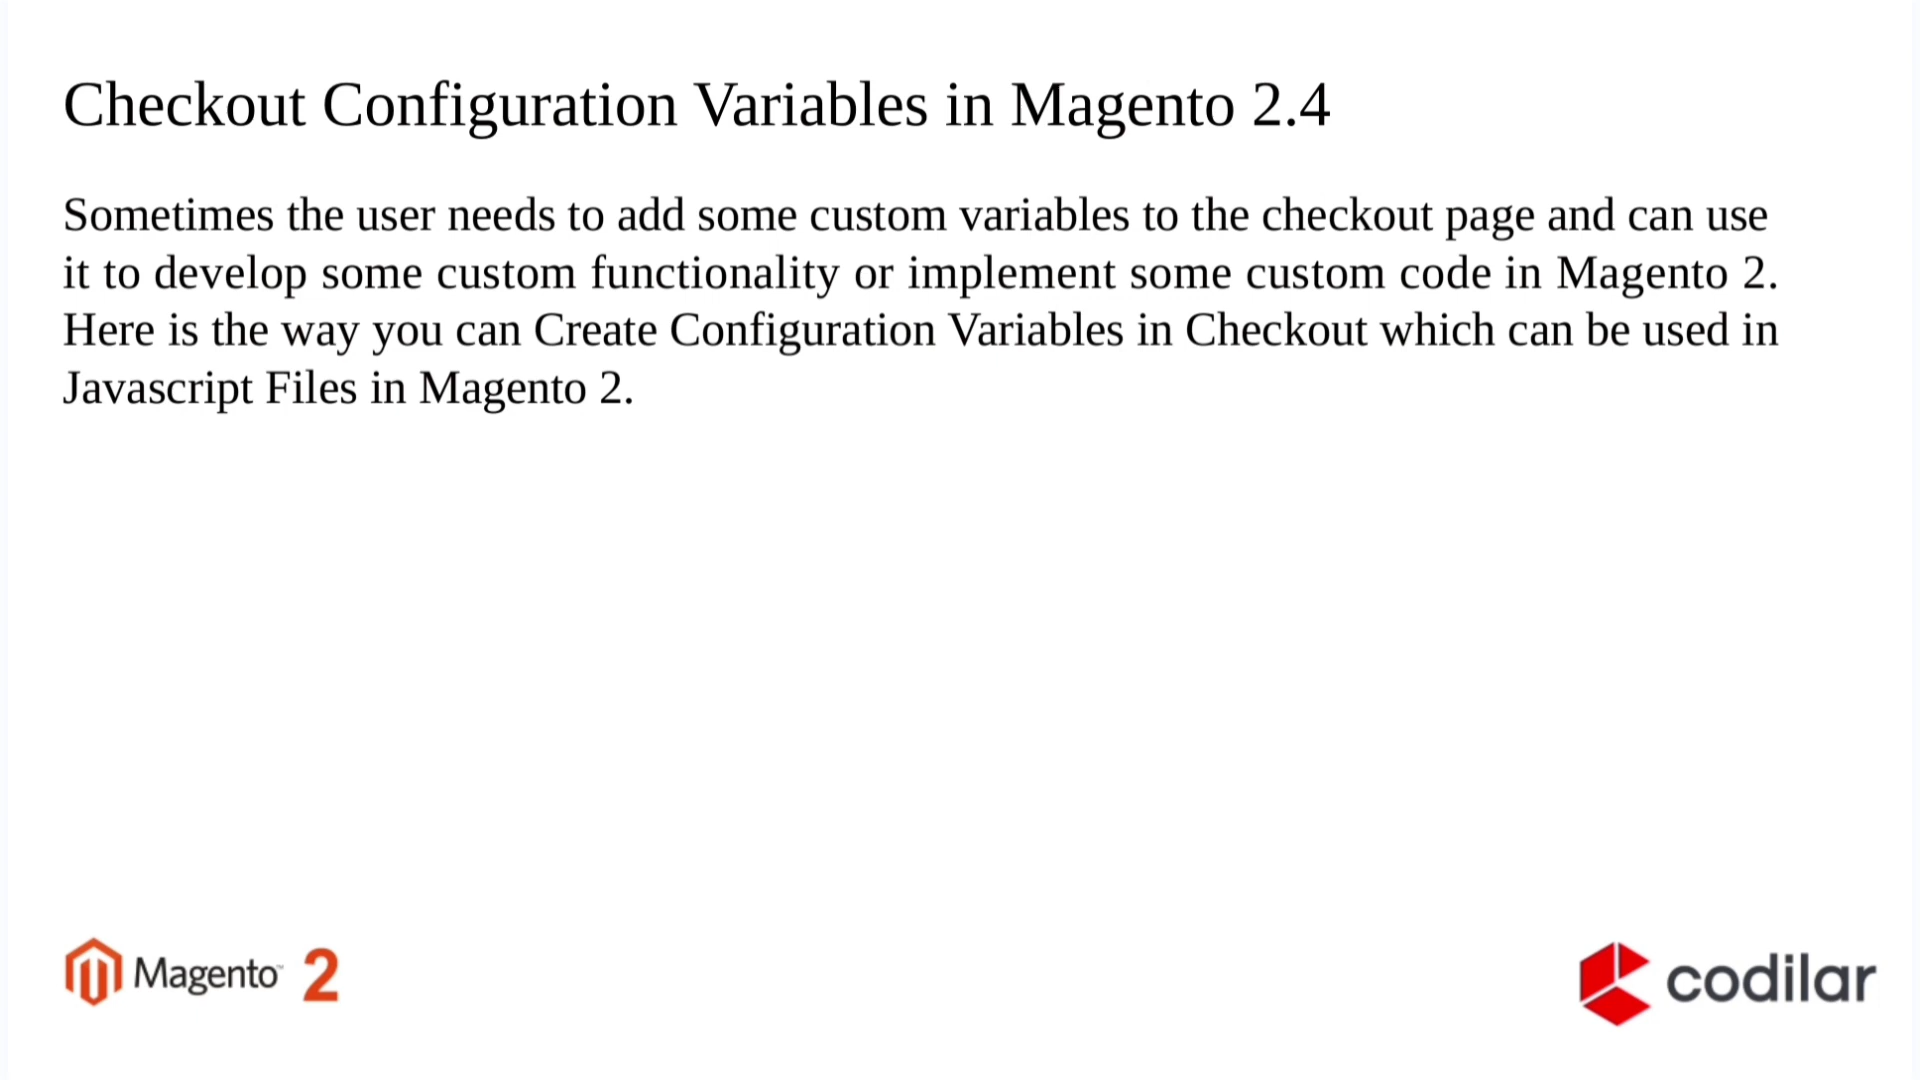 Checkout Configuration Variables in Magento 2.4
Sometimes the user needs to add some custom variables to the checkout page and can use
it to develop some custom functionality or implement some custom code in Magento 2.
Here is the way you can Create Configuration Variables in Checkout which can be used in
Javascript Files in Magento 2.
Magento™ 2
codilar